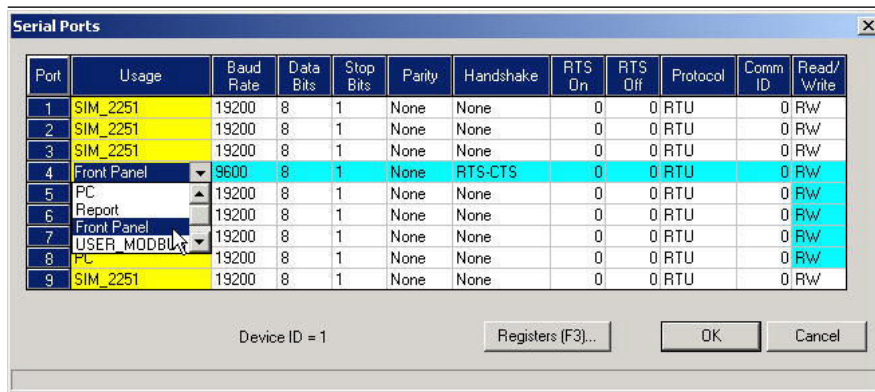 Serial Ports
Port Usage Baud Rate Data Bits Stop Bits Parity Handshake RTS On RTS Off Protocol Comm ID Read/ Write
1 SIM_2251 19200 8 1 None None 0 0 RTU 0 RW
2 SIM_2251 19200 8 1 None None 0 0 RTU 0 RW
3 SIM_2251 19200 8 1 None None 0 0 RTU 0 RW
4 Front Panel 9600 8 1 None RTS-CTS 0 0 RTU 0 RW
5 PC 19200 8 1 None None 0 0 RTU 0 RW
6 Report 19200 8 1 None None 0 0 RTU 0 RW
Front Panel
7 19200 8 1 None None 0 0 RTU 0 RW
USER_MODBU
8 PC 19200 8 1 None None 0 0 RTU 0 RW
9 SIM_2251 19200 8 1 None None 0 0 RTU 0 RW
Device ID = 1 Registers (F3)... OK Cancel